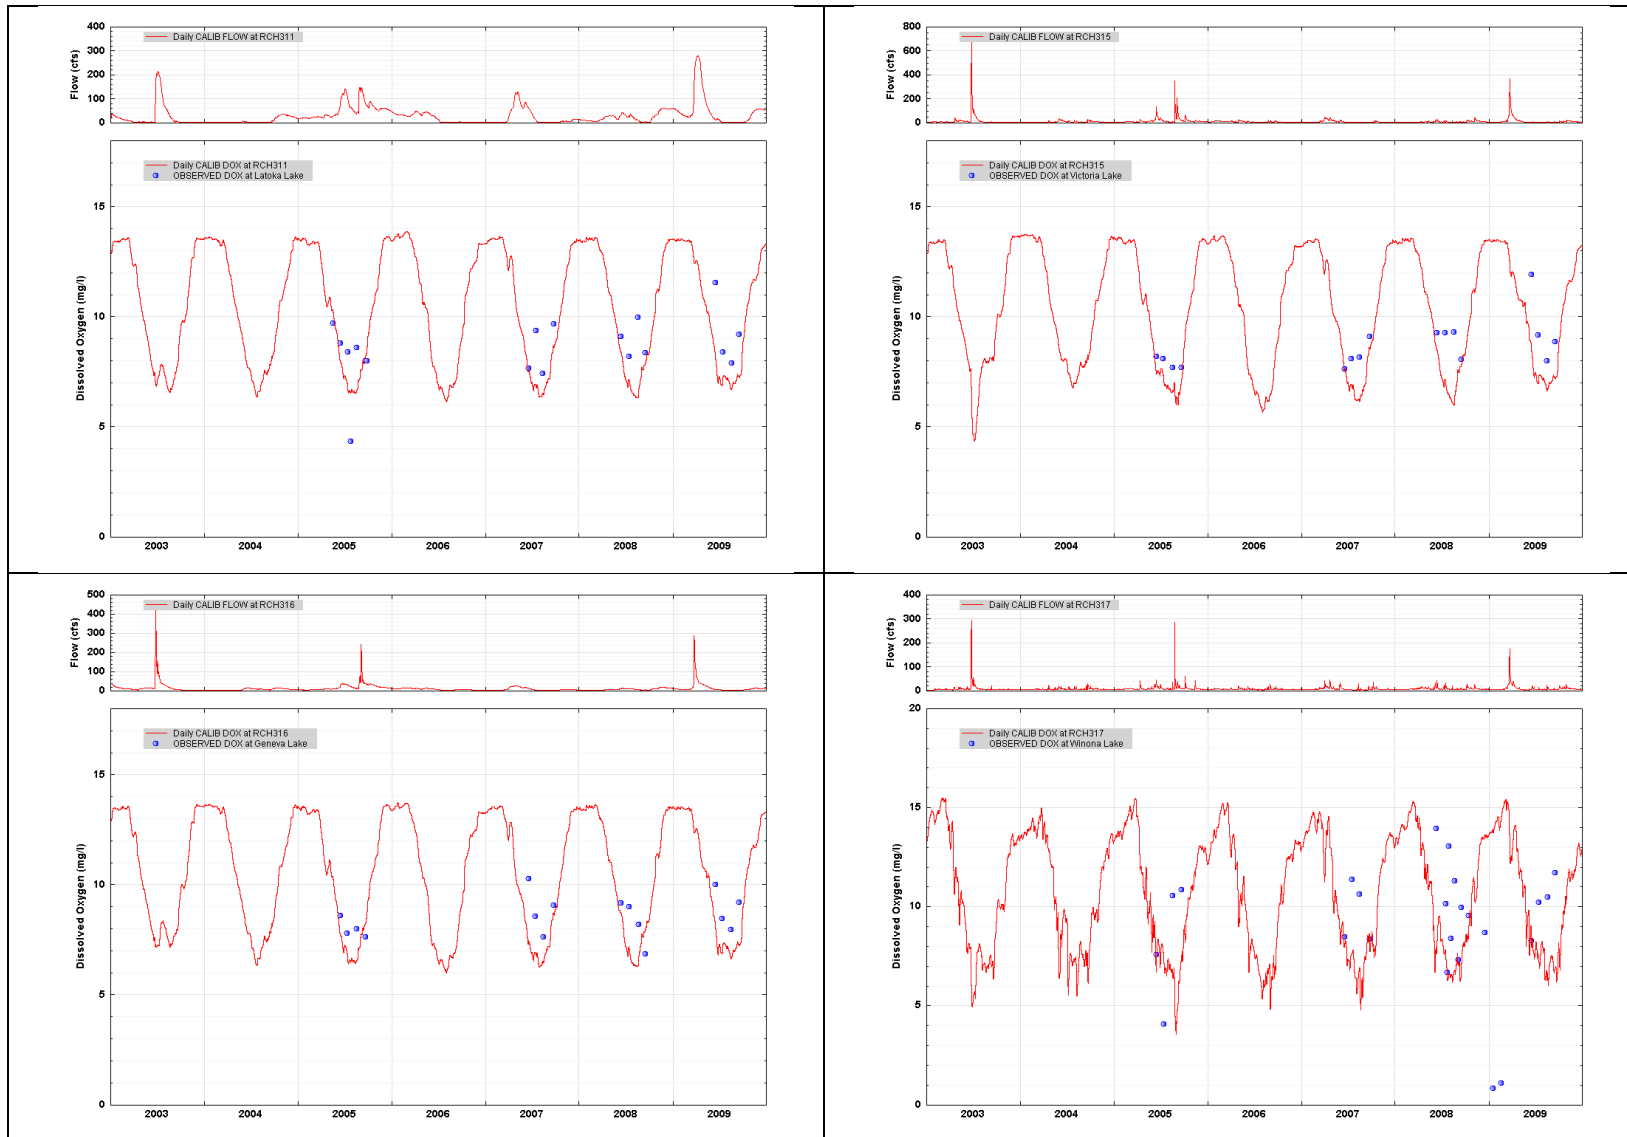 400
300
200
100
0
Flow (cfs)
Daily CALIB FLOW at RCH311
15
10
5
0
Dissolved Oxygen (mg/l)
Daily CALIB DOX at RCH311
OBSERVED DOX at Latoka Lake
2003 2004 2005 2006 2007 2008 2009
800
600
400
200
0
Flow (cfs)
Daily CALIB FLOW at RCH315
15
10
5
0
Dissolved Oxygen (mg/l)
Daily CALIB DOX at RCH315
OBSERVED DOX at Victoria Lake
2003 2004 2005 2006 2007 2008 2009
500
400
300
200
100
0
Flow (cfs)
Daily CALIB FLOW at RCH316
15
10
5
0
Dissolved Oxygen (mg/l)
Daily CALIB DOX at RCH316
OBSERVED DOX at Geneva Lake
2003 2004 2005 2006 2007 2008 2009
400
300
200
100
0
Flow (cfs)
Daily CALIB FLOW at RCH317
20
15
10
5
0
Dissolved Oxygen (mg/l)
Daily CALIB DOX at RCH317
OBSERVED DOX at Winona Lake
2003 2004 2005 2006 2007 2008 2009